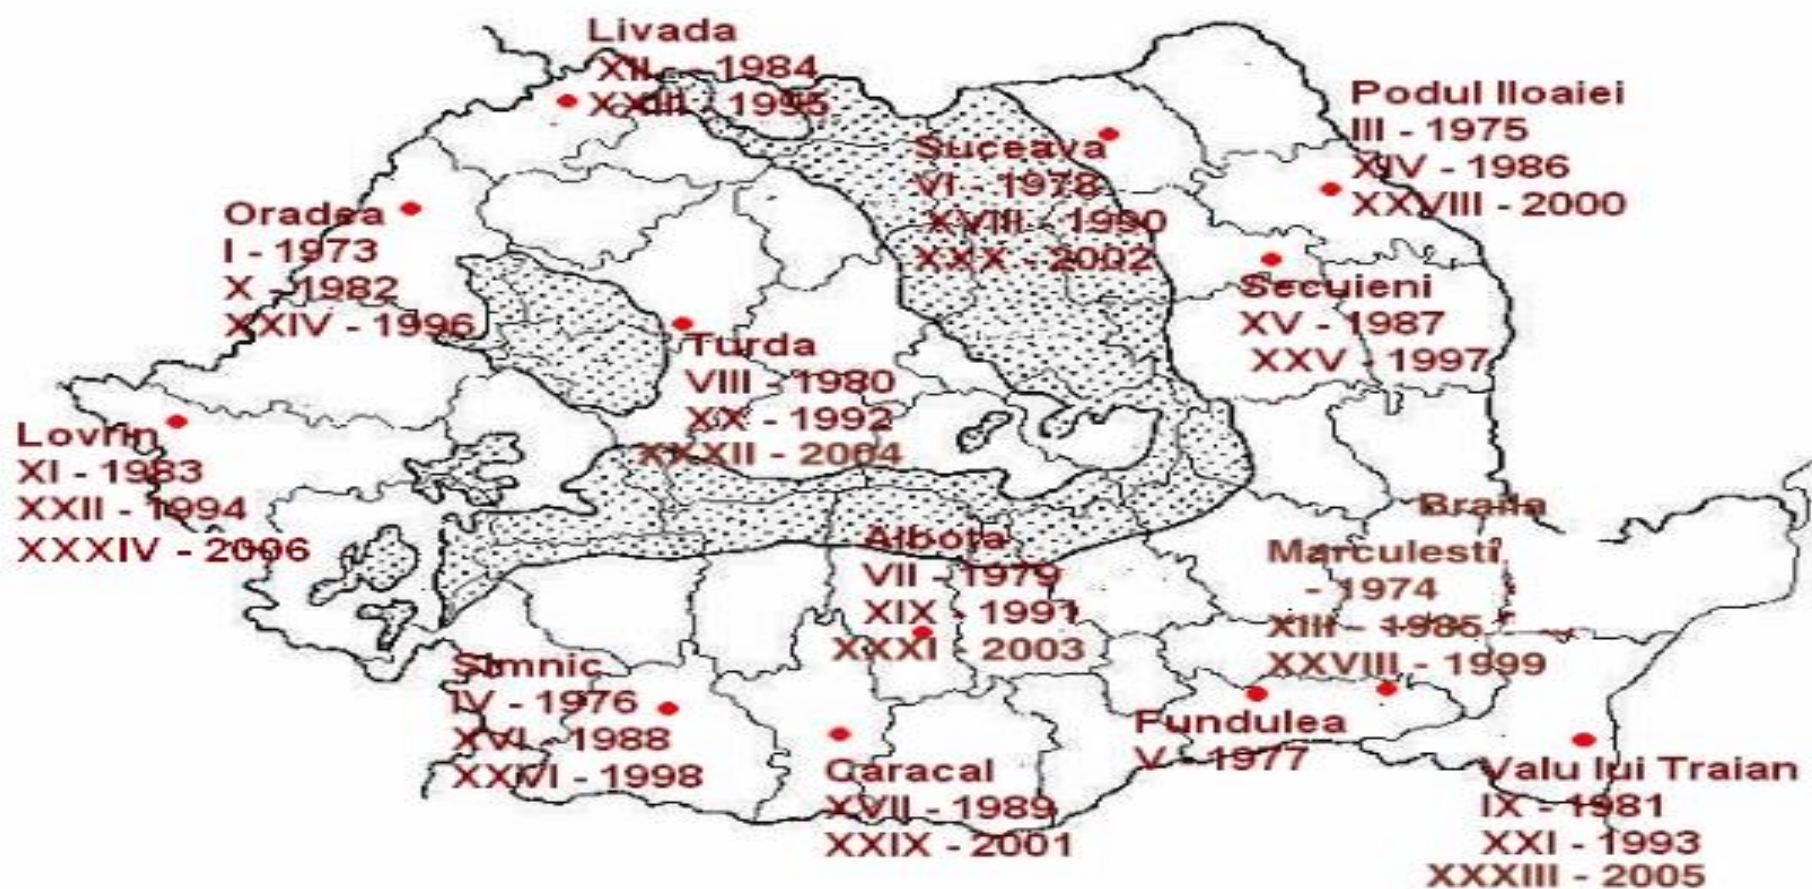 Livada
XII - 1984
XXIII - 1995
Podul Iloaiei
III - 1975
XIV - 1986
XXVIII - 2000
Suceava
VI - 1978
XVIII - 1990
XXX - 2002
Oradea
I - 1973
X - 1982
XXIV - 1996
Secuieni
XV - 1987
XXV - 1997
Turda
VIII - 1980
XX - 1992
XXXII - 2004
Lovrin
XI - 1983
XXII - 1994
XXXIV - 2006
Braila
Albota
VII - 1979
XIX - 1991
XXXI - 2003
Marculesti
- 1974
XIII - 1985
XXVIII - 1999
Simnic
IV - 1976
XVI - 1988
XXVI - 1998
Fundulea
V - 1977
Caracal
XVII - 1989
XXIX - 2001
Valu lui Traian
IX - 1981
XXI - 1993
XXXIII - 2005